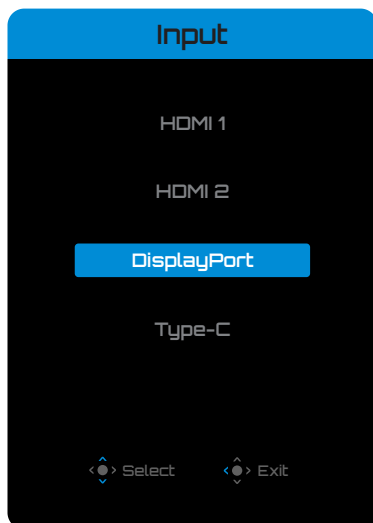 Input
HDMI 1
HDMI 2
DisplayPort
Type-C
Select Exit